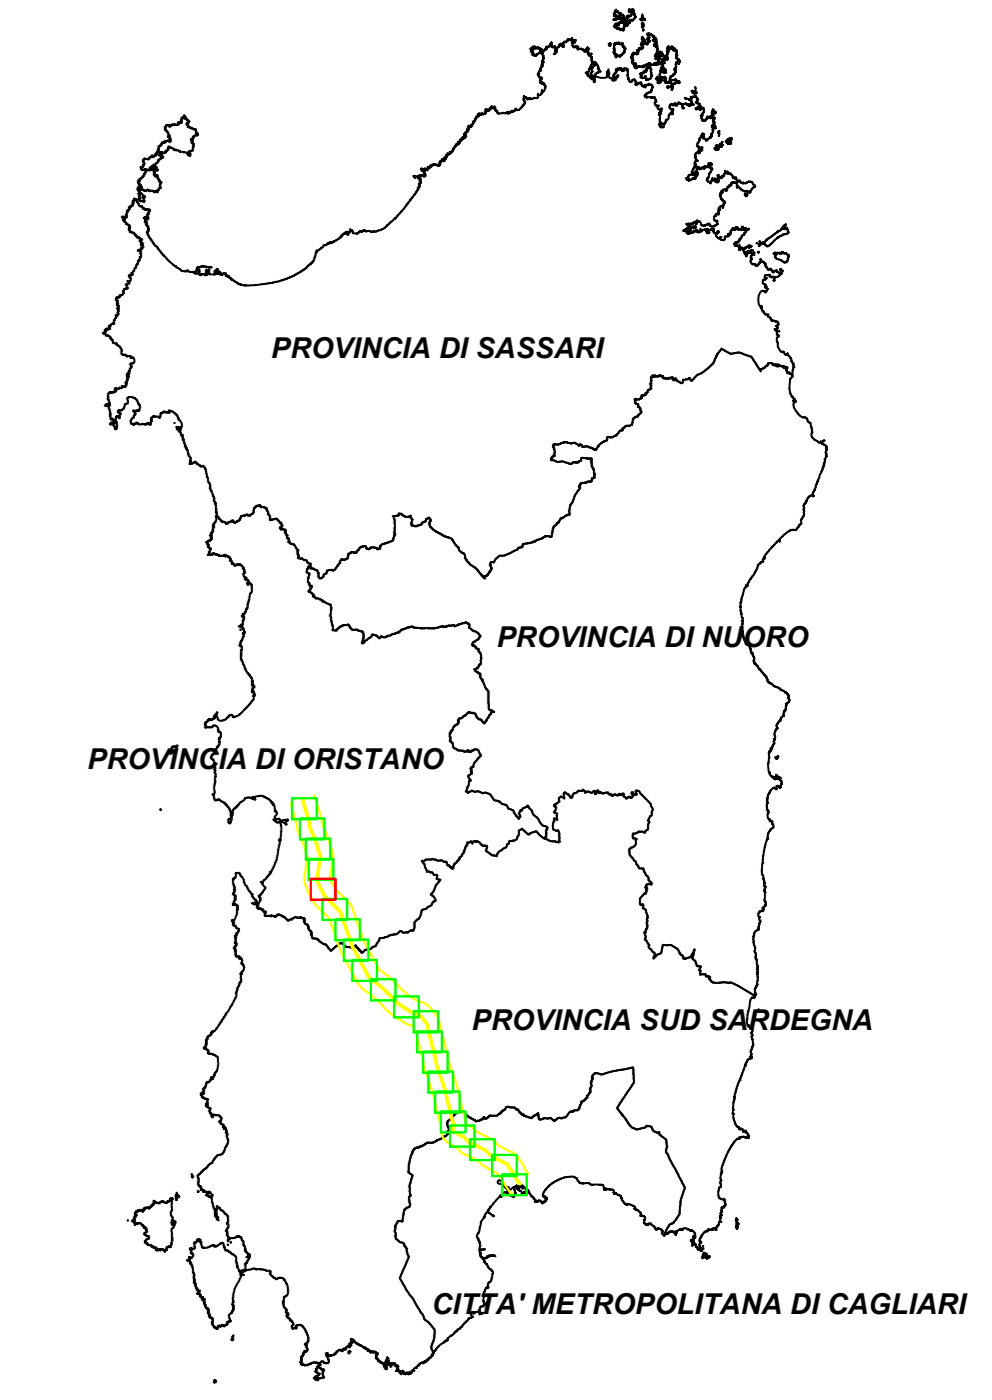 PROVINCIA DI SASSARI
PROVINCIA DI NUORO
PROVINCIA DI ORISTANO
PROVINCIA SUD SARDEGNA
CITTA' METROPOLITANA DI CAGLIARI